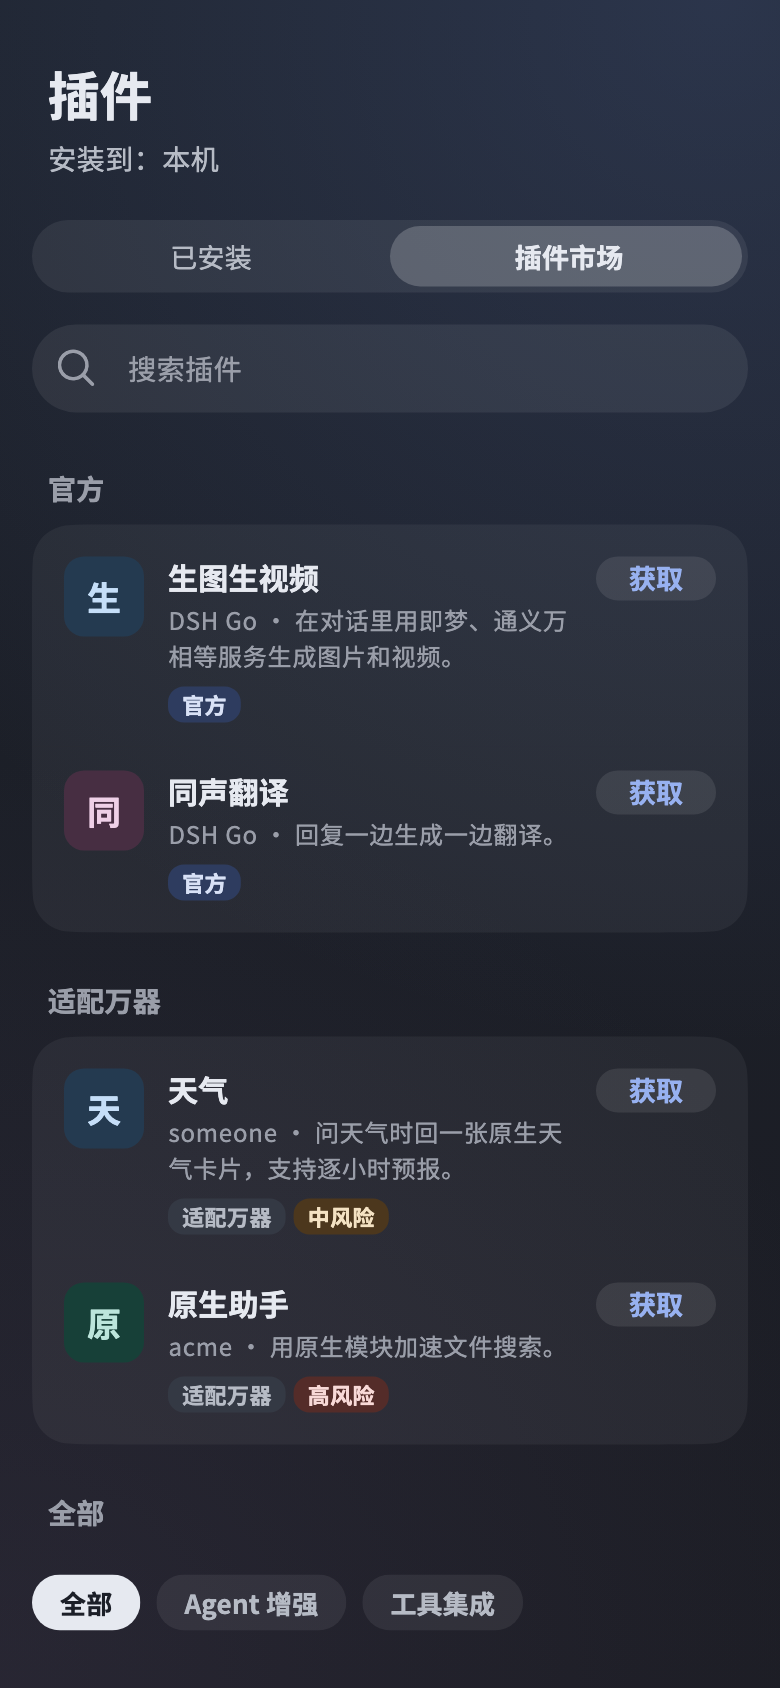 插件
安装到：本机
已安装
插件市场
搜索插件
官方
生
生图生视频
获取
DSH Go • 在对话里用即梦、通义万
相等服务生成图片和视频。
官方
同
同声翻译
获取
DSH Go • 回复一边生成一边翻译。
官方
适配万器
天
天气
获取
someone • 问天气时回一张原生天
气卡片，支持逐小时预报。
适配万器
中风险
原
原生助手
获取
acme • 用原生模块加速文件搜索。
适配万器
高风险
全部
全部
Agent 增强
工具集成